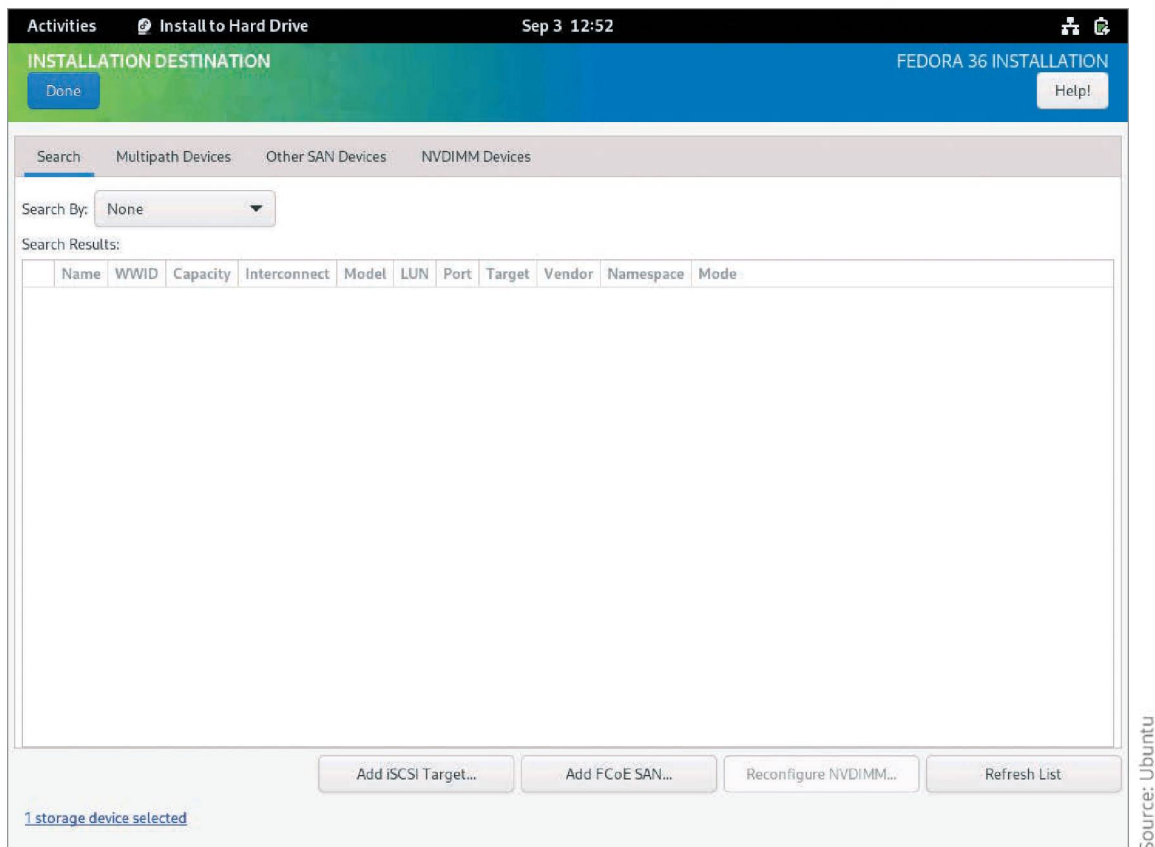 Activities Install to Hard Drive Sep 3 12:52
INSTALLATION DESTINATION FEDORA 36 INSTALLATION
Done Help!
Search Multipath Devices Other SAN Devices NVDIMM Devices
Search By: None
Search Results:
Name WWID Capacity Interconnect Model LUN Port Target Vendor Namespace Mode
Add iSCSI Target... Add FCoE SAN... Reconfigure NVDIMM... Refresh List
1 storage device selected
Source: Ubuntu